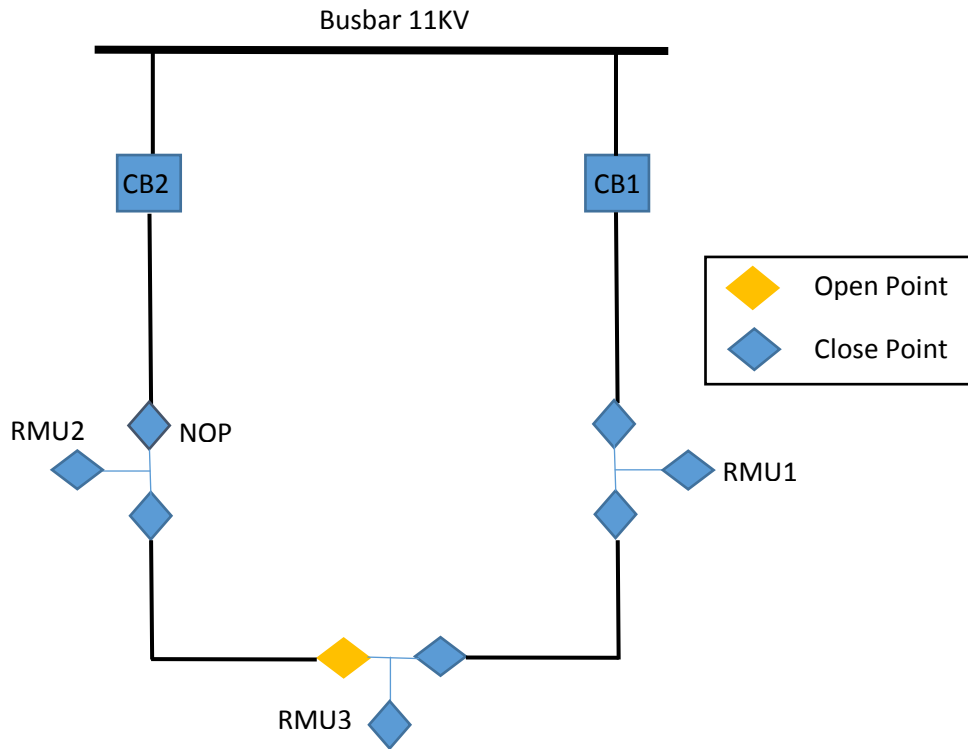 Busbar 11KV
CB2
CB1
Open Point
Close Point
RMU2
NOP
RMU1
RMU3